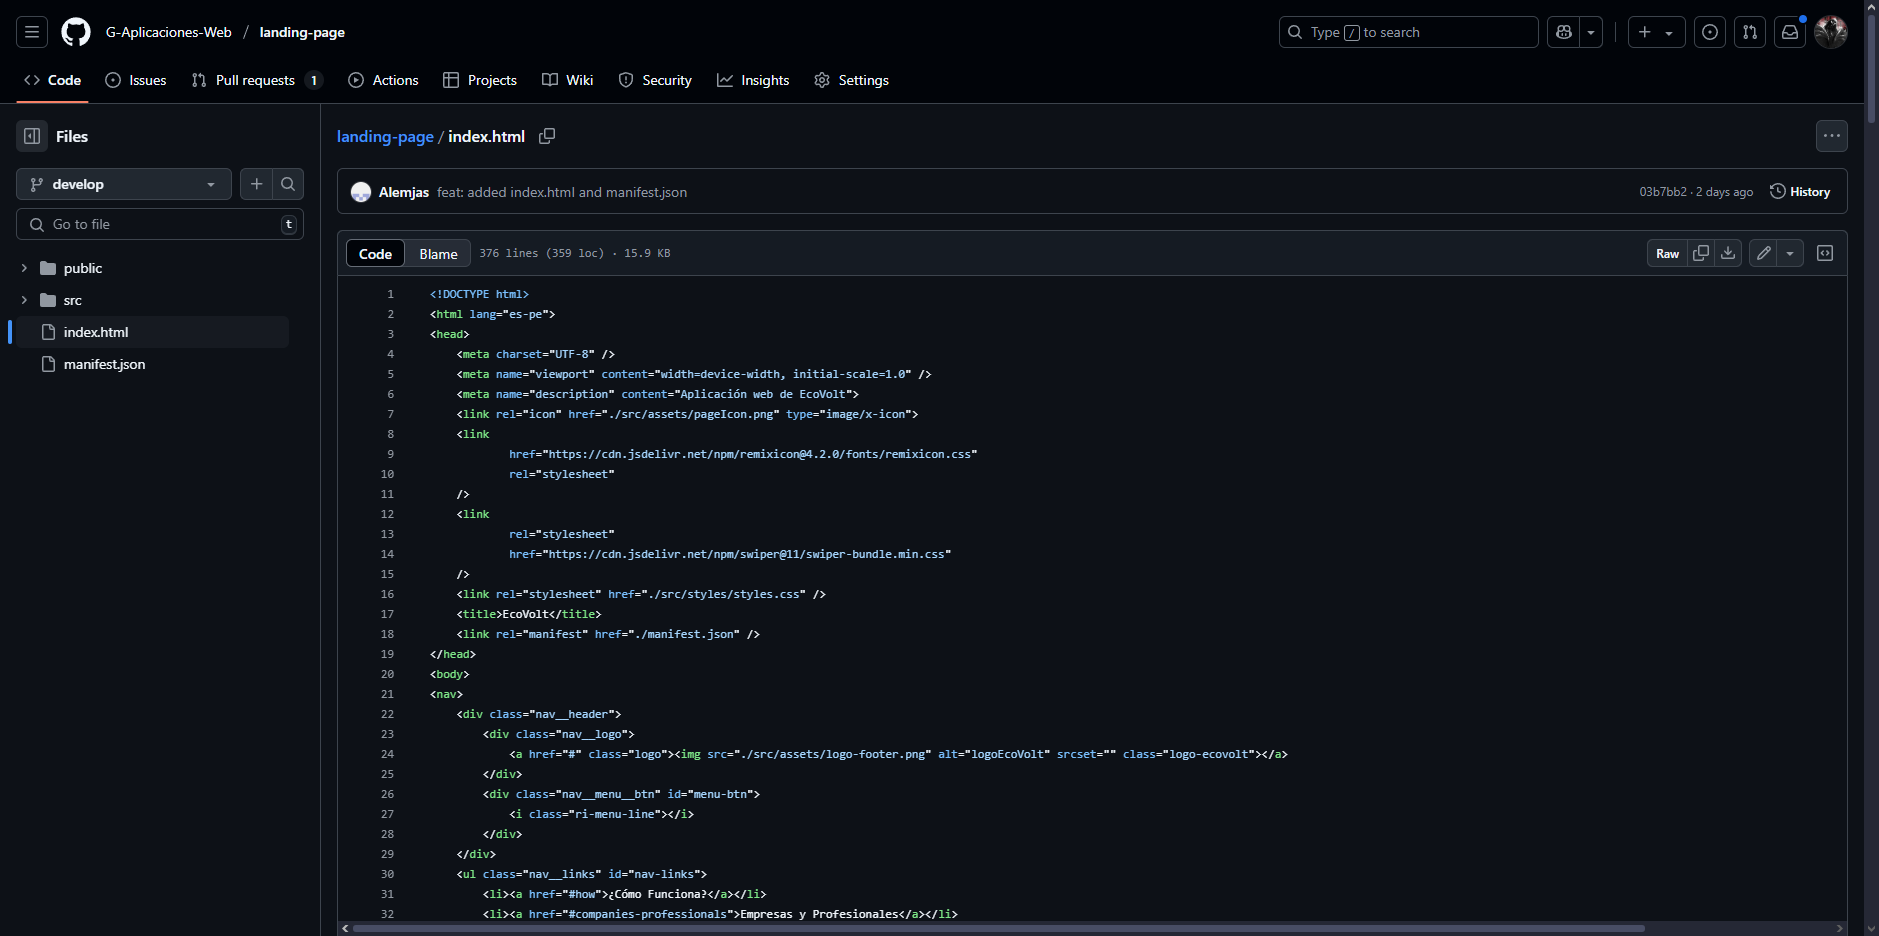 G-Aplicaciones-Web / landing-page
Type / to search
Code Issues Pull requests 1 Actions Projects Wiki Security Insights Settings
Files
develop
Go to file t
public
src
index.html
manifest.json
landing-page / index.html
Alemjas feat: added index.html and manifest.json 03b7bb2 · 2 days ago History
Code Blame 376 lines (359 loc) · 15.9 KB Raw
1 <!DOCTYPE html>
2 <html lang="es-pe">
3 <head>
4 <meta charset="UTF-8" />
5 <meta name="viewport" content="width=device-width, initial-scale=1.0" />
6 <meta name="description" content="Aplicación web de EcoVolt">
7 <link rel="icon" href="./src/assets/pageIcon.png" type="image/x-icon">
8 <link
9 href="https://cdn.jsdelivr.net/npm/remixicon@4.2.0/fonts/remixicon.css"
10 rel="stylesheet"
11 />
12 <link
13 rel="stylesheet"
14 href="https://cdn.jsdelivr.net/npm/swiper@11/swiper-bundle.min.css"
15 />
16 <link rel="stylesheet" href="./src/styles/styles.css" />
17 <title>EcoVolt</title>
18 <link rel="manifest" href="./manifest.json" />
19 </head>
20 <body>
21 <nav>
22 <div class="nav__header">
23 <div class="nav__logo">
24 <a href="#" class="logo"><img src="./src/assets/logo-footer.png" alt="logoEcoVolt" srcset="" class="logo-ecovolt"></a>
25 </div>
26 <div class="nav__menu__btn" id="menu-btn">
27 <i class="ri-menu-line"></i>
28 </div>
29 </div>
30 <ul class="nav__links" id="nav-links">
31 <li><a href="#how">¿Cómo Funciona?</a></li>
32 <li><a href="#companies-professionals">Empresas y Profesionales</a></li>